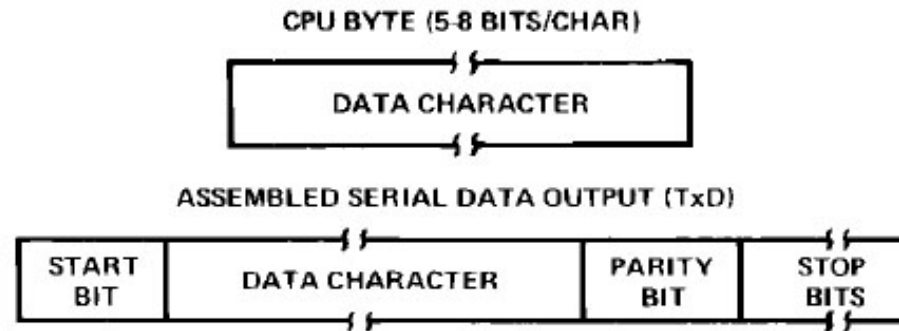 CPU BYTE (5-8 BITS/CHAR)
DATA CHARACTER
ASSEMBLED SERIAL DATA OUTPUT (TxD)
START
BIT
DATA CHARACTER
PARITY
BIT
STOP
BITS